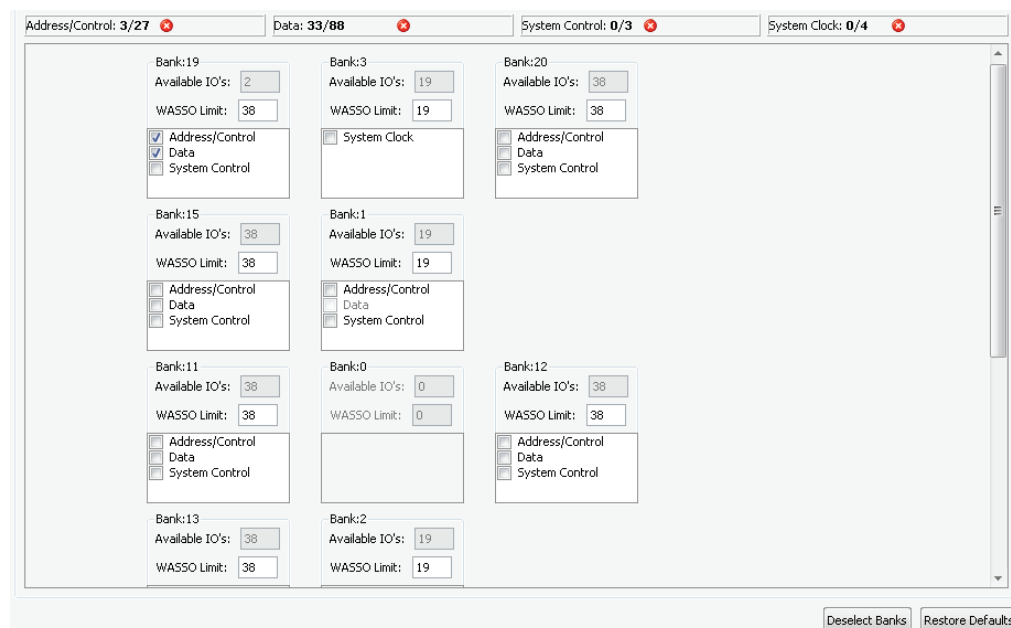 Address/Control: 3/27 Data: 33/88 System Control: 0/3 System Clock: 0/4
Bank:19 Bank:3 Bank:20
Available IO's: 2 Available IO's: 19 Available IO's: 38
WASSO Limit: 38 WASSO Limit: 19 WASSO Limit: 38
Address/Control System Clock Address/Control
Data Data
System Control System Control
Bank:15 Bank:1
Available IO's: 38 Available IO's: 19
WASSO Limit: 38 WASSO Limit: 19
Address/Control Address/Control
Data Data
System Control System Control
Bank:11 Bank:0 Bank:12
Available IO's: 38 Available IO's: 0 Available IO's: 38
WASSO Limit: 38 WASSO Limit: 0 WASSO Limit: 38
Address/Control Address/Control
Data Data
System Control System Control
Bank:13 Bank:2
Available IO's: 38 Available IO's: 19
WASSO Limit: 38 WASSO Limit: 19
Deselect Banks Restore Defaults